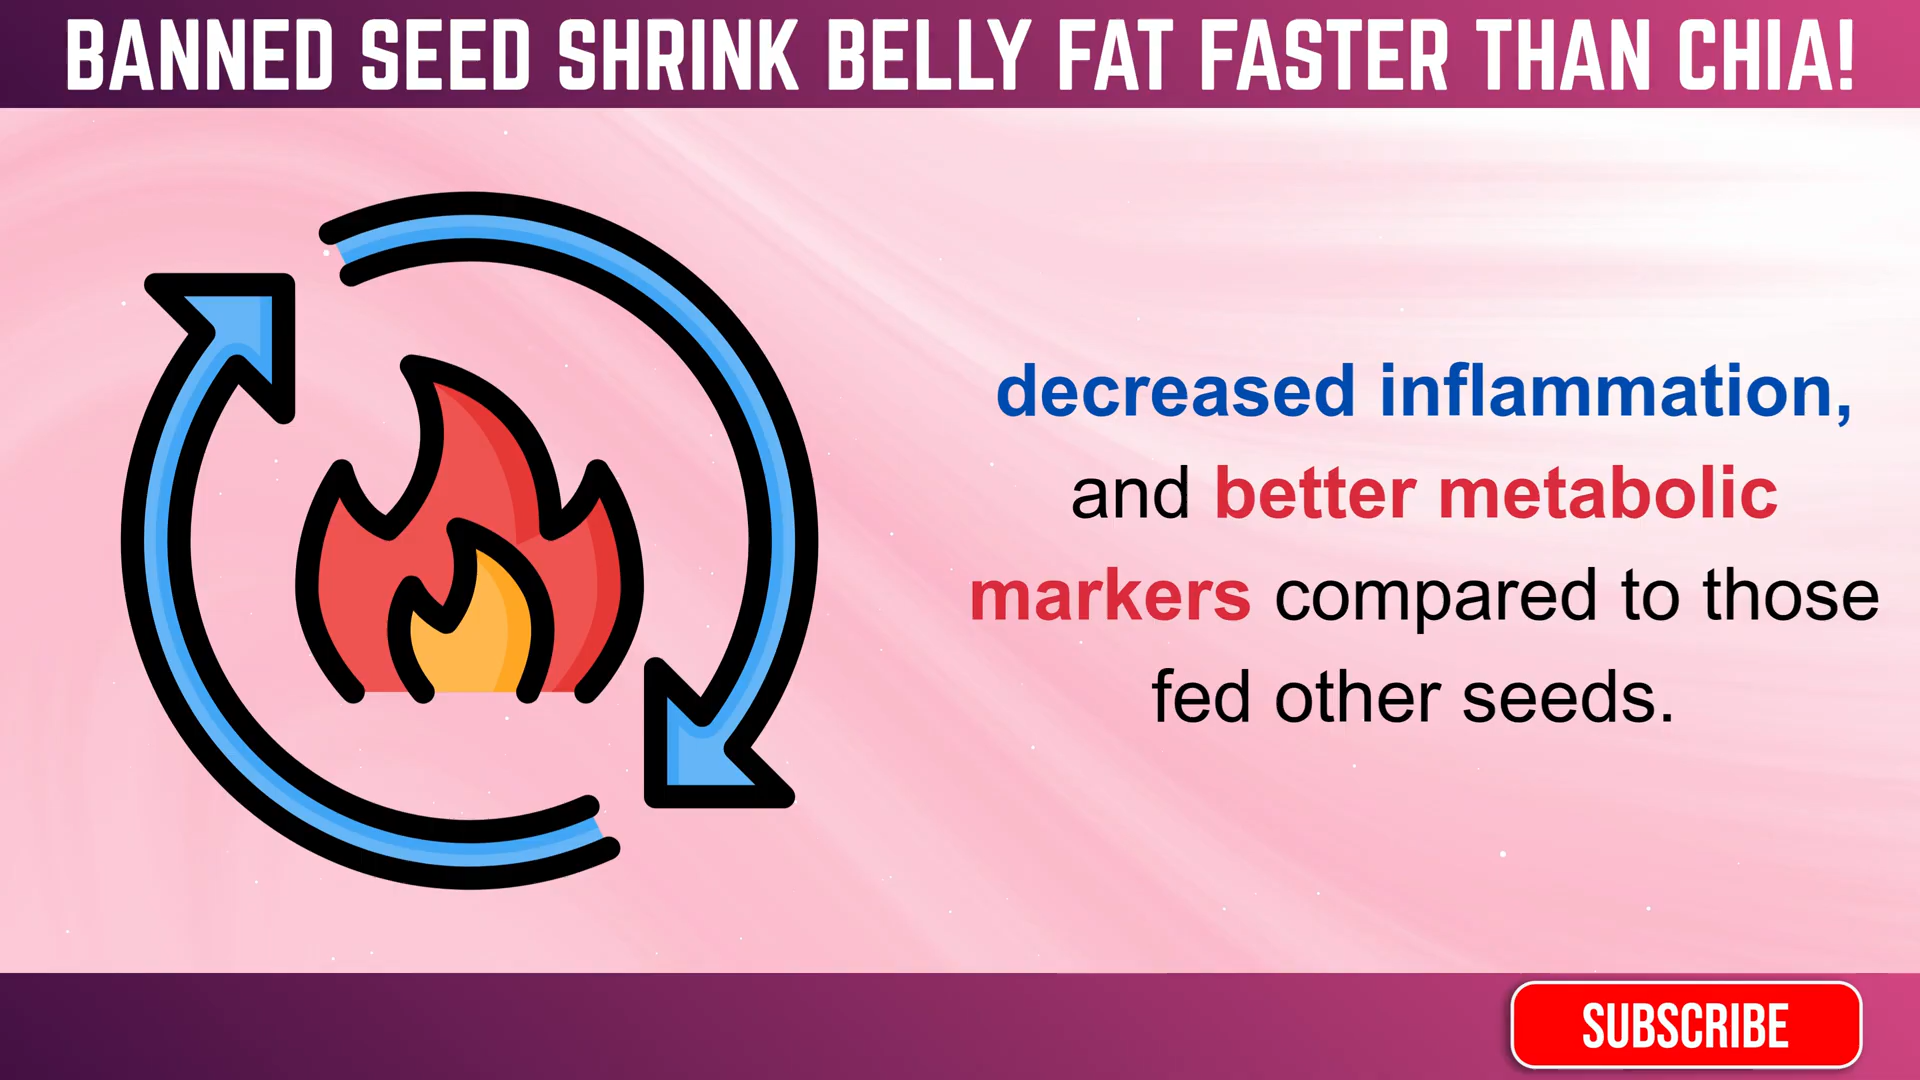 BANNED SEED SHRINK BELLY FAT FASTER THAN CHIA!
decreased inflammation,
and better metabolic
markers compared to those
fed other seeds.
SUBSCRIBE